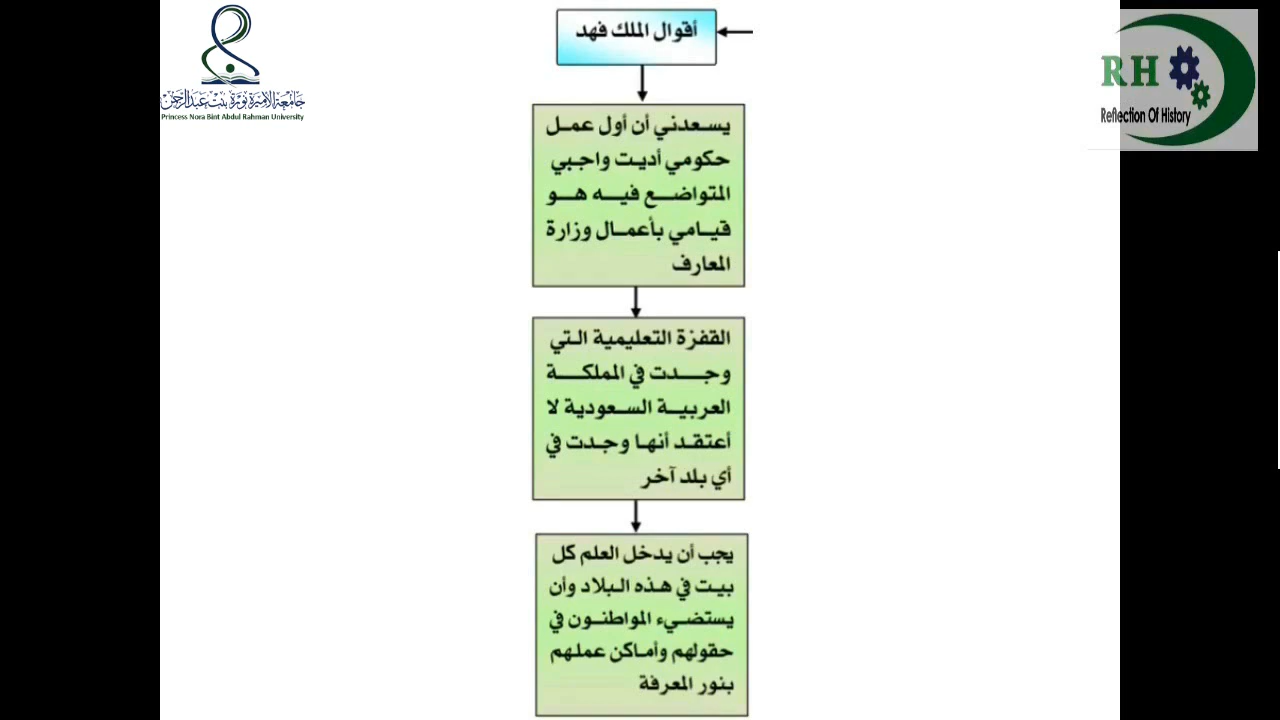 جامعة الأميرة نورة بنت عبدالرحمن
Princess Nora Bint Abdul Rahman University
RH
Reflection Of History
أقوال الملك فهد
يسعدني أن أول عمل
حكومي أديت واجبي
المتواضع فيه هو
قيامي بأعمال وزارة
المعارف
القفزة التعليمية التي
وجدت في المملكة
العربية السعودية لا
أعتقد أنها وجدت في
أي بلد آخر
يجب أن يدخل العلم كل
بيت في هذه البلاد وأن
يستضيء المواطنون في
حقولهم وأماكن عملهم
بنور المعرفة